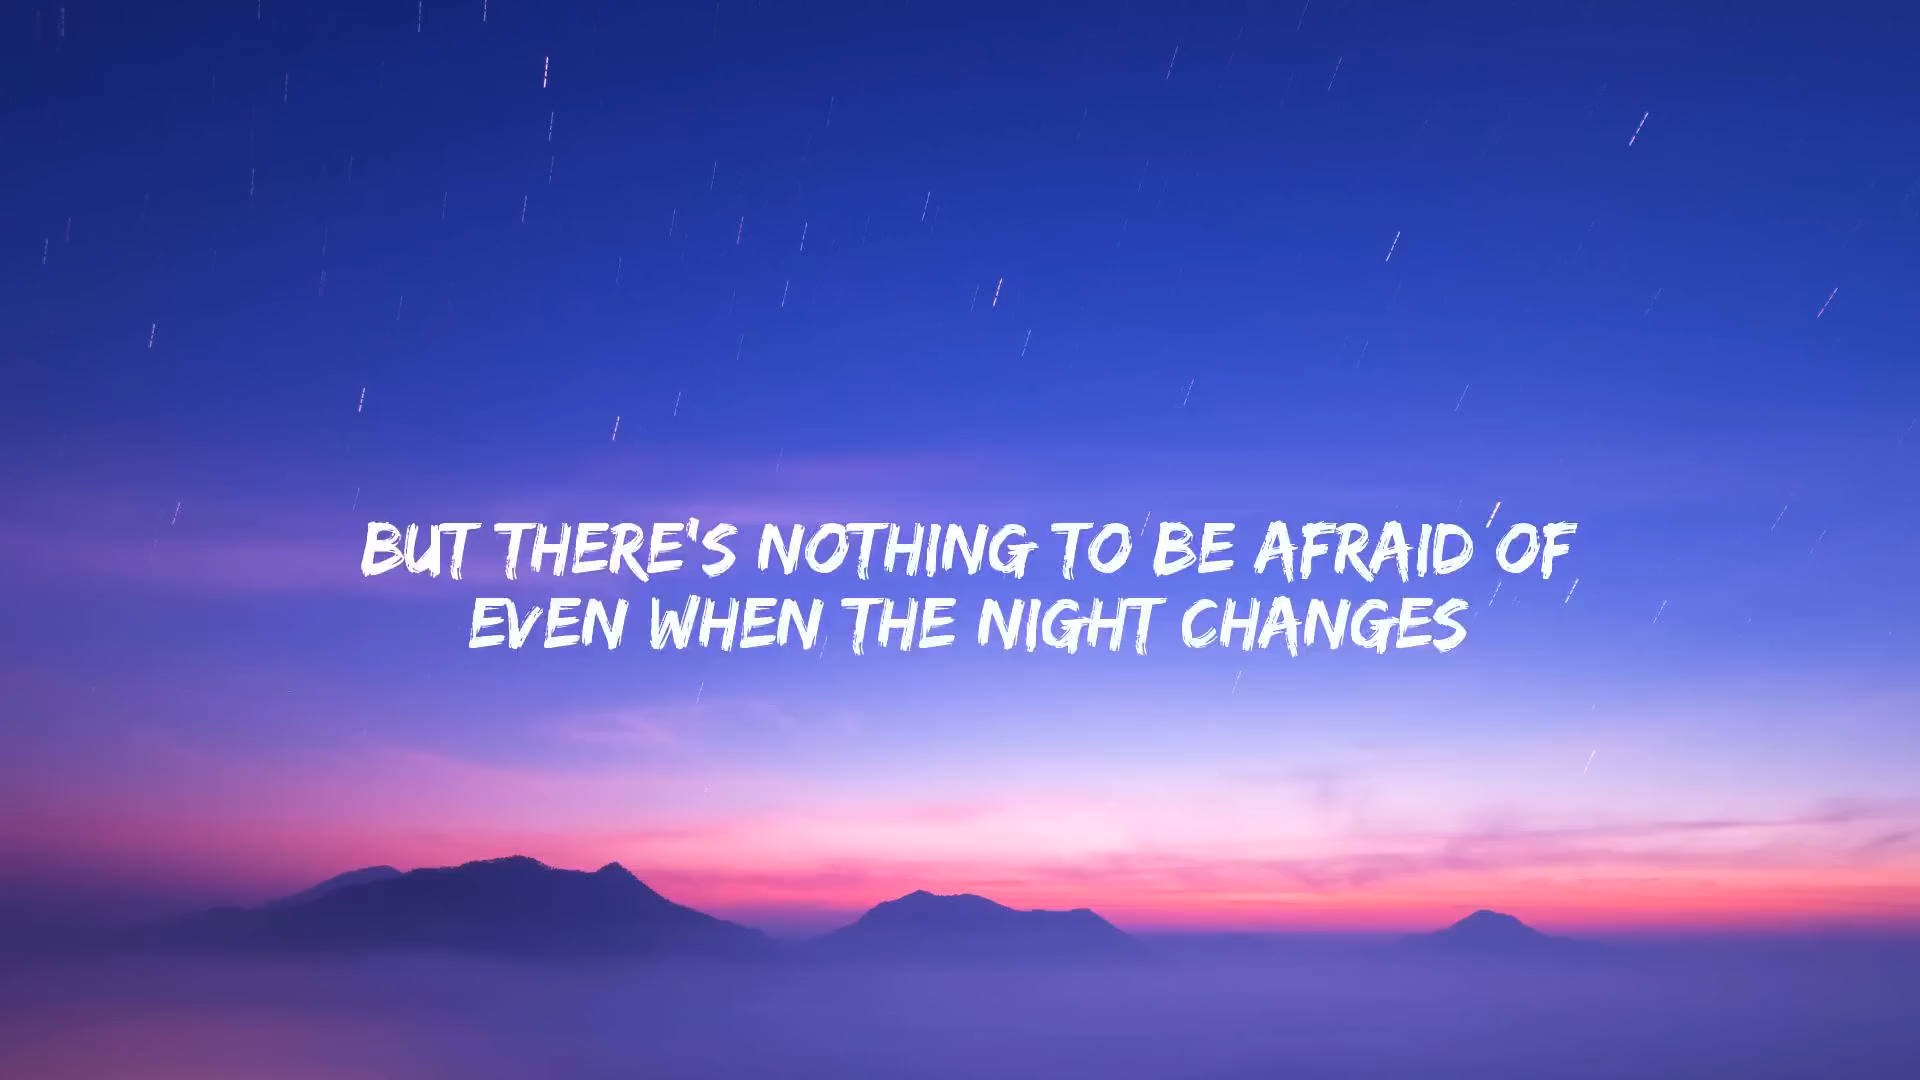 BUT THERE'S NOTHING TO BE AFRAID OF
EVEN WHEN THE NIGHT CHANGES